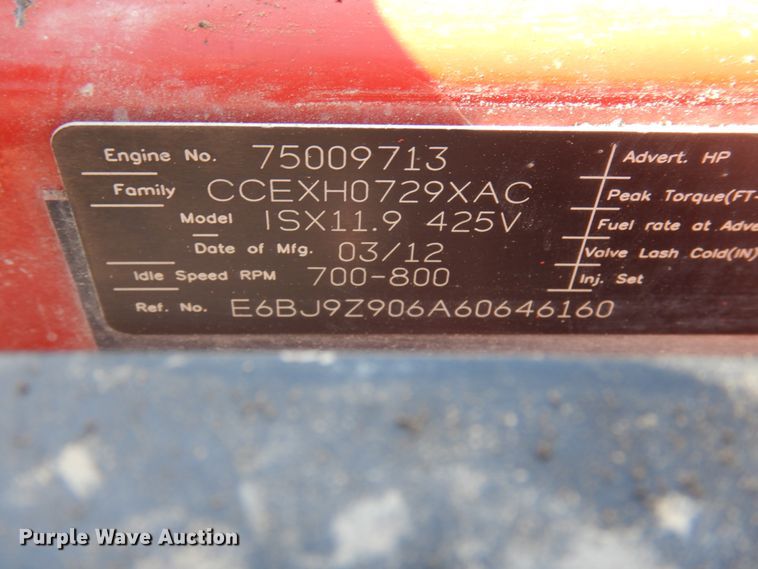 Engine No. 75009713
Family CCEXH0729XAC
Model ISX11.9 425V
Date of Mfg. 03/12
Idle Speed RPM 700-800
Ref. No. E6BJ9Z906A60646160
Advert. HP
Peak Torque(FT-
Fuel rate at Adve
Valve Lash Cold(IN)
Inj. Set
Purple Wave Auction